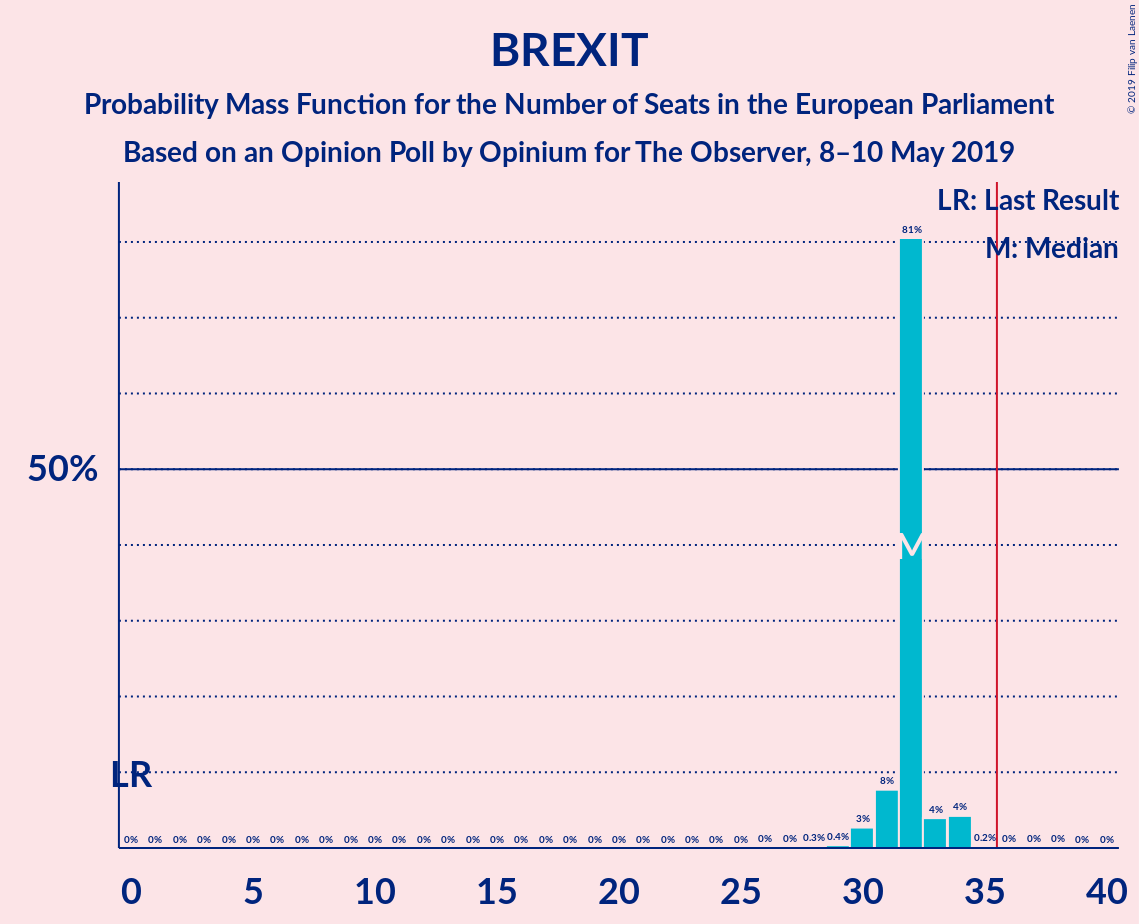 BREXIT
Probability Mass Function for the Number of Seats in the European Parliament
Based on an Opinion Poll by Opinium for The Observer, 8–10 May 2019
© 2019 Filip van Laenen
LR: Last Result
M: Median
81%
50%
M
LR
0% 0% 0% 0% 0% 0% 0% 0% 0% 0% 0% 0% 0% 0% 0% 0% 0% 0% 0% 0% 0% 0% 0% 0% 0% 0% 0% 0% 0.3% 0.4% 3% 8% 4% 4% 0.2% 0% 0% 0% 0% 0%
0 5 10 15 20 25 30 35 40